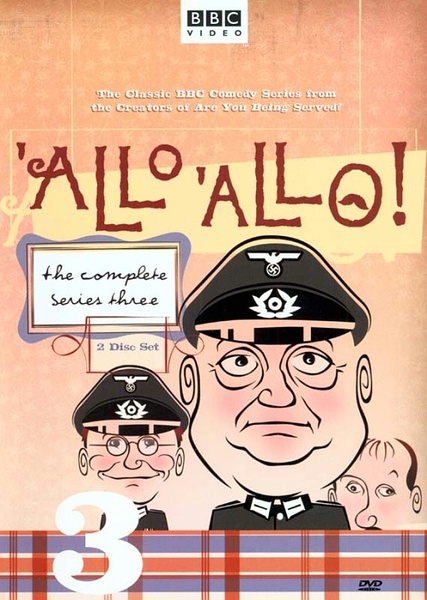 BBC
VIDEO
The Classic BBC Comedy Series from
the Creators of Are You Being Served?
'ALLO 'ALLO!
the complete
series three
2 Disc Set
3
DVD